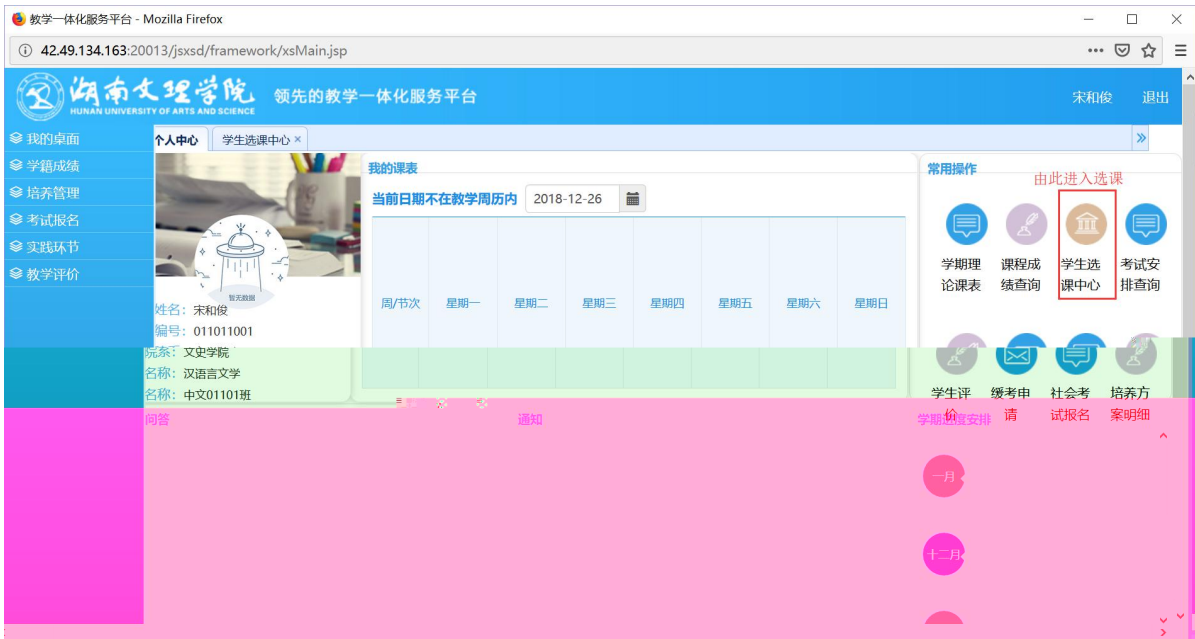 教学一体化服务平台 - Mozilla Firefox
42.49.134.163:20013/jsxsd/framework/xsMain.jsp
湖南文理学院
HUNAN UNIVERSITY OF ARTS AND SCIENCE
领先的教学一体化服务平台
宋和俊 退出
我的桌面
学籍成绩
培养管理
考试报名
实践环节
教学评价
个人中心 学生选课中心 ×
暂无数据
姓名：宋和俊
编号：011011001
院系：文史学院
名称：汉语言文学
名称：中文01101班
我的课表
当前日期不在教学周历内 2018-12-26
周/节次 星期一 星期二 星期三 星期四 星期五 星期六 星期日
常用操作
由此进入选课
学期理论课表
课程成绩查询
学生选课中心
考试安排查询
学生评价
缓考申请
社会考试报名
培养方案明细
问答
通知
学期进度安排
一月
十二月